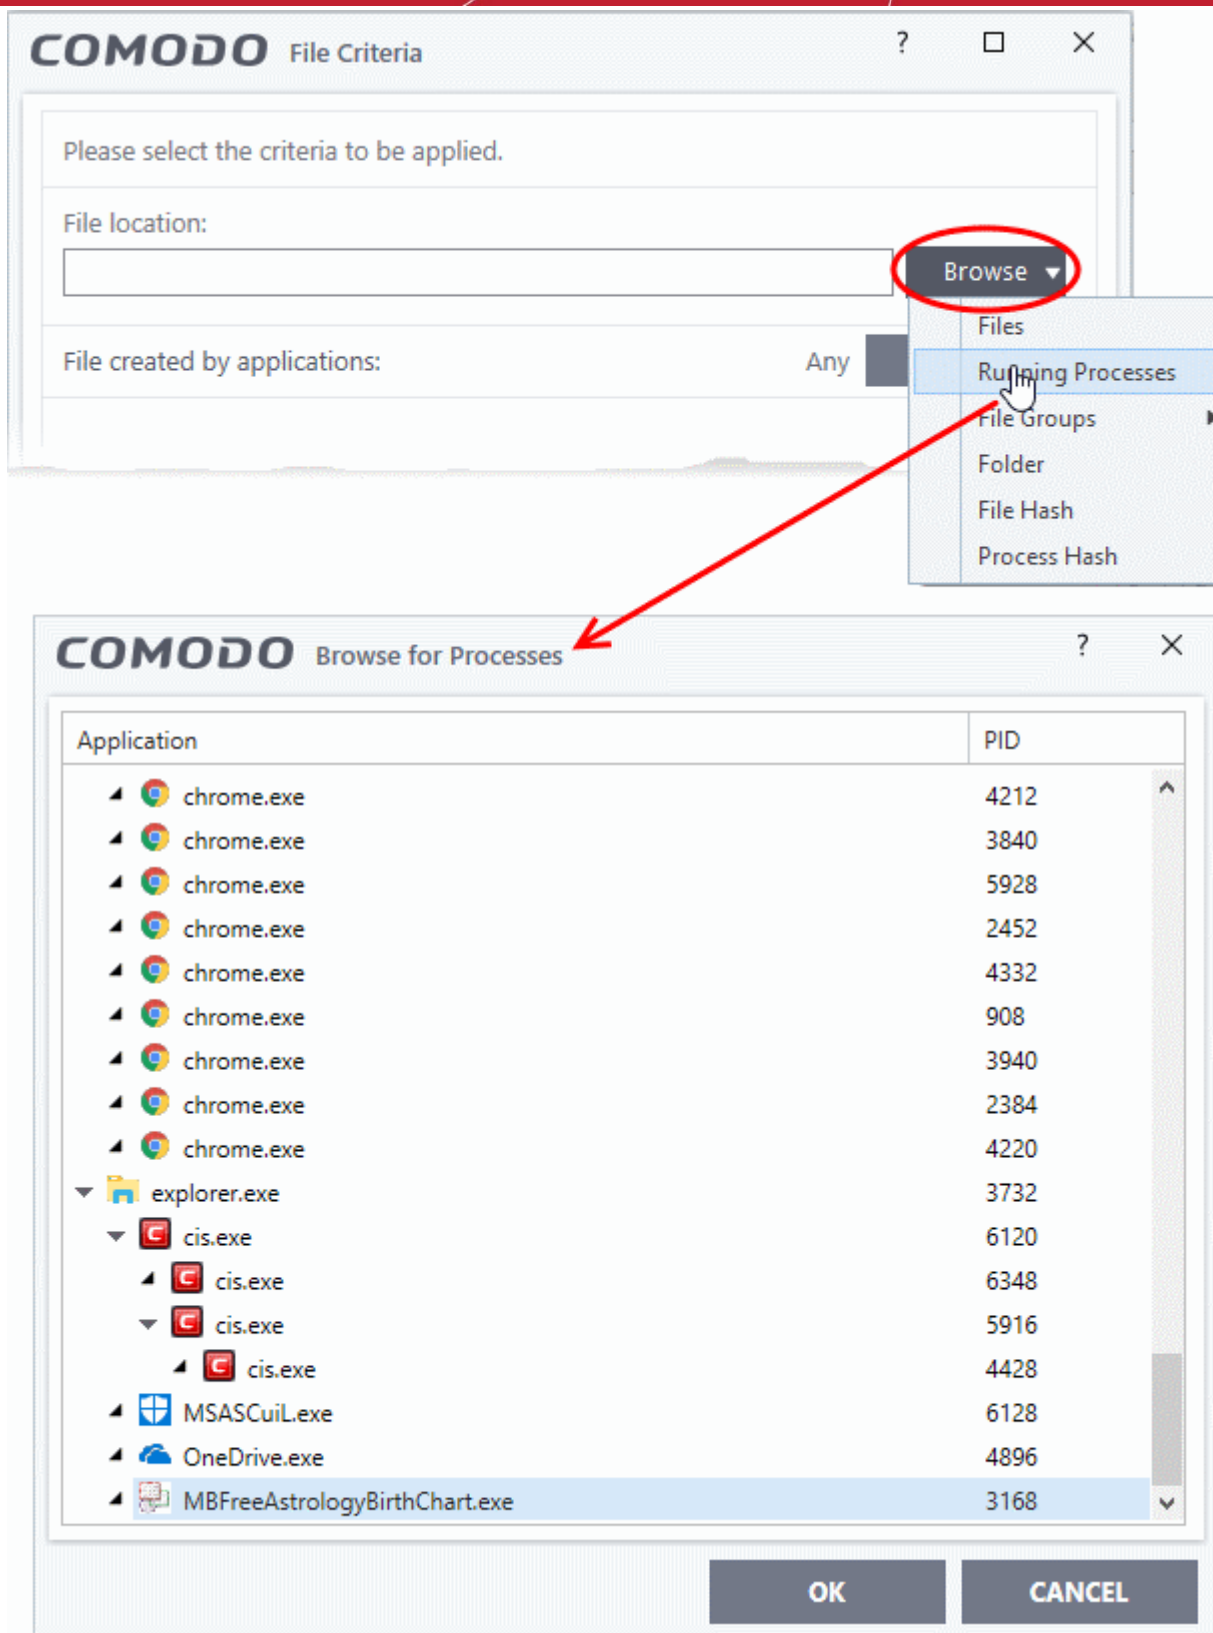 COMODO File Criteria ?
Please select the criteria to be applied.
File location:
Browse
Files
File created by applications: Any
Running Processes
File Groups
Folder
File Hash
Process Hash
COMODO Browse for Processes ?
Application PID
chrome.exe 4212
chrome.exe 3840
chrome.exe 5928
chrome.exe 2452
chrome.exe 4332
chrome.exe 908
chrome.exe 3940
chrome.exe 2384
chrome.exe 4220
explorer.exe 3732
C cis.exe 6120
C cis.exe 6348
C cis.exe 5916
C cis.exe 4428
MSASCuiL.exe 6128
OneDrive.exe 4896
MBFreeAstrologyBirthChart.exe 3168
OK CANCEL